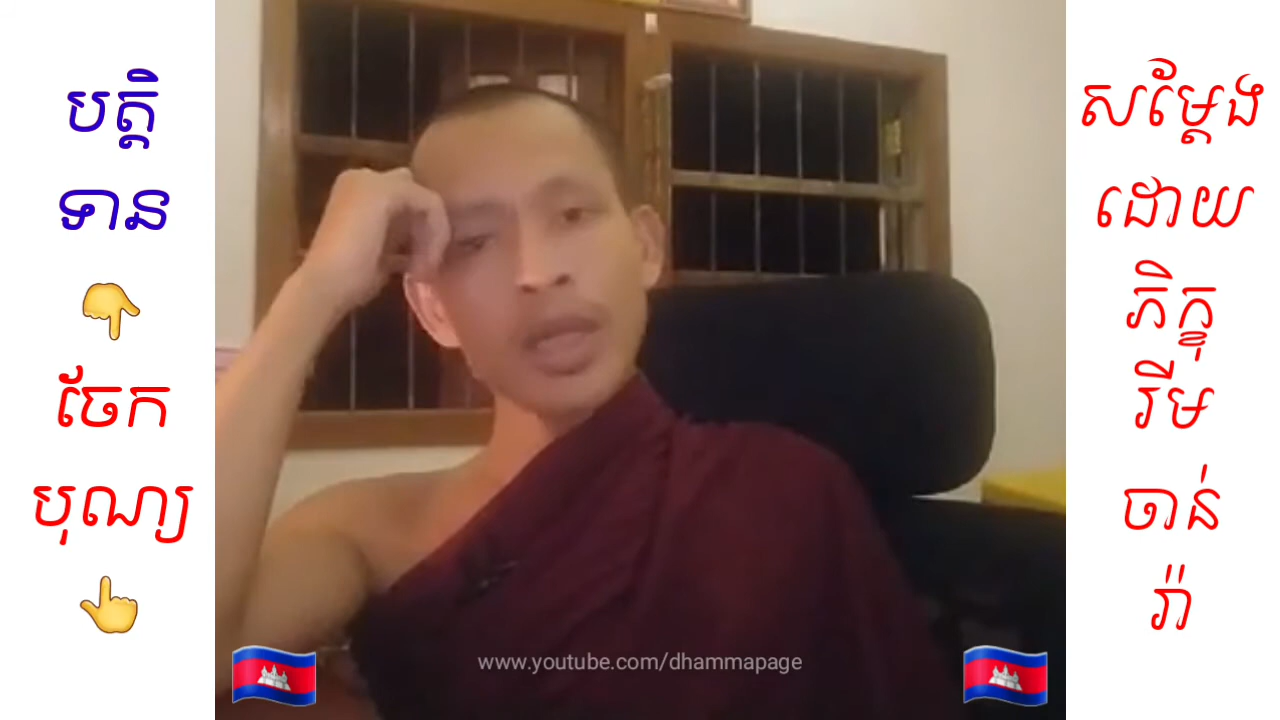 បត្តិ
ទាន
ចែក
បុណ្យ
សម្តែង
ដោយ
ភិក្ខុ
រីម
ចាន់
រ៉ា
www.youtube.com/dhammapage